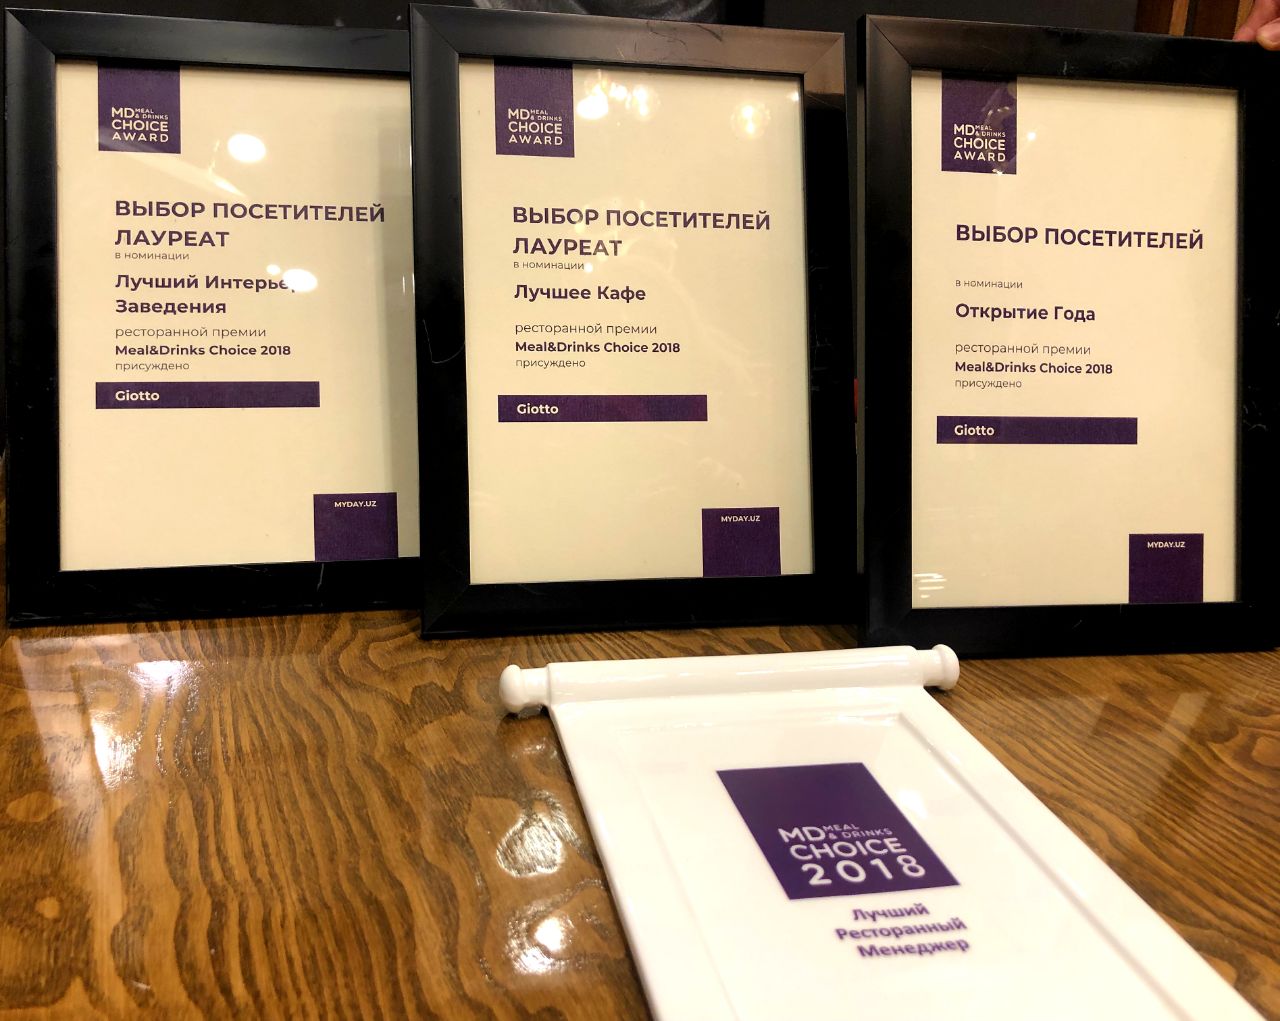 MD MEAL & DRINKS
CHOICE
AWARD
ВЫБОР ПОСЕТИТЕЛЕЙ
ЛАУРЕАТ
в номинации
Лучший Интерьер
Заведения
ресторанной премии
Meal&Drinks Choice 2018
присуждено
Giotto
MYDAY.UZ
MD MEAL & DRINKS
CHOICE
AWARD
ВЫБОР ПОСЕТИТЕЛЕЙ
ЛАУРЕАТ
в номинации
Лучшее Кафе
ресторанной премии
Meal&Drinks Choice 2018
присуждено
Giotto
MYDAY.UZ
MD MEAL & DRINKS
CHOICE
AWARD
ВЫБОР ПОСЕТИТЕЛЕЙ
в номинации
Открытие Года
ресторанной премии
Meal&Drinks Choice 2018
присуждено
Giotto
MYDAY.UZ
MD MEAL & DRINKS
CHOICE
2018
Лучший
Ресторанный
Менеджер